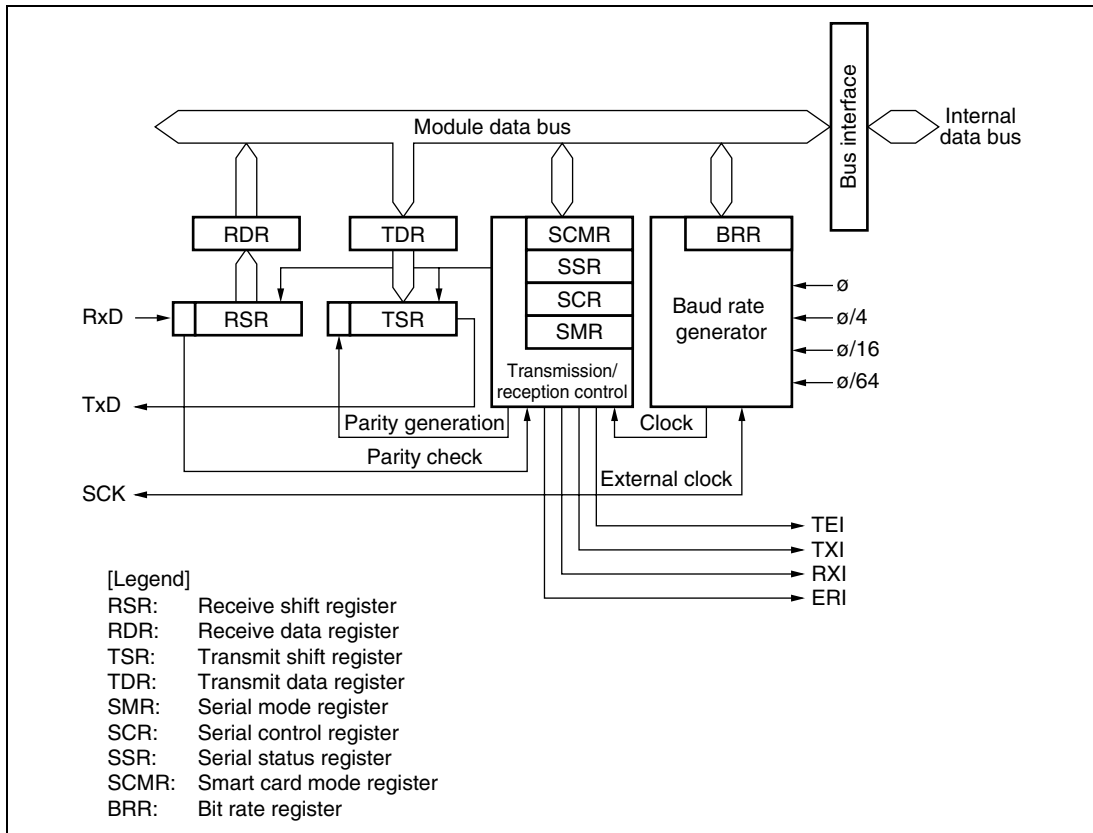 Bus interface
Internal
data bus
Module data bus
RDR
TDR
SCMR
BRR
SSR
SCR
SMR
RxD
RSR
TSR
Baud rate
generator
ø
ø/4
ø/16
ø/64
Transmission/
reception control
TxD
Parity generation
Clock
Parity check
External clock
SCK
TEI
TXI
RXI
ERI
[Legend]
RSR: Receive shift register
RDR: Receive data register
TSR: Transmit shift register
TDR: Transmit data register
SMR: Serial mode register
SCR: Serial control register
SSR: Serial status register
SCMR: Smart card mode register
BRR: Bit rate register